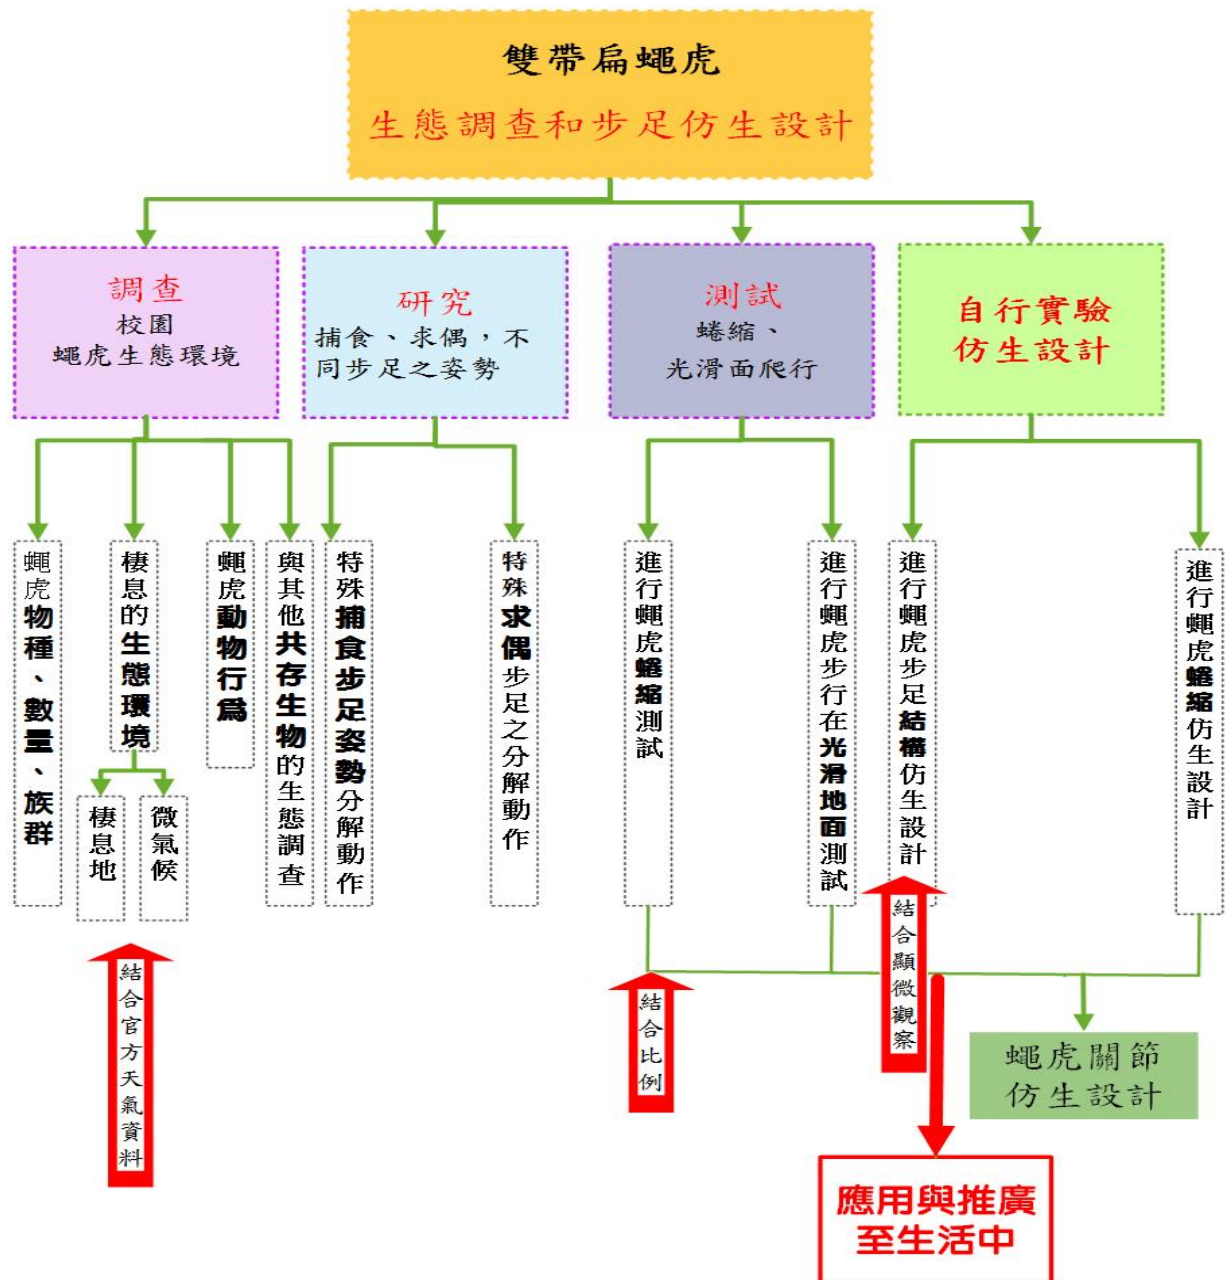 雙帶扁蠅虎
生態調查和步足仿生設計
調查
校園
蠅虎生態環境
研究
捕食、求偶，不
同步足之姿勢
測試
蜷縮、
光滑面爬行
自行實驗
仿生設計
蠅虎物種、數量、族群
棲息的生態環境
棲息地
微氣候
蠅虎動物行為
與其他共存生物的生態調查
特殊捕食步足姿勢分解動作
特殊求偶步足之分解動作
進行蠅虎蜷縮測試
進行蠅虎步行在光滑地面測試
進行蠅虎步足結構仿生設計
進行蠅虎蜷縮仿生設計
結合官方天氣資料
結合比例
結合顯微觀察
蠅虎關節
仿生設計
應用與推廣
至生活中